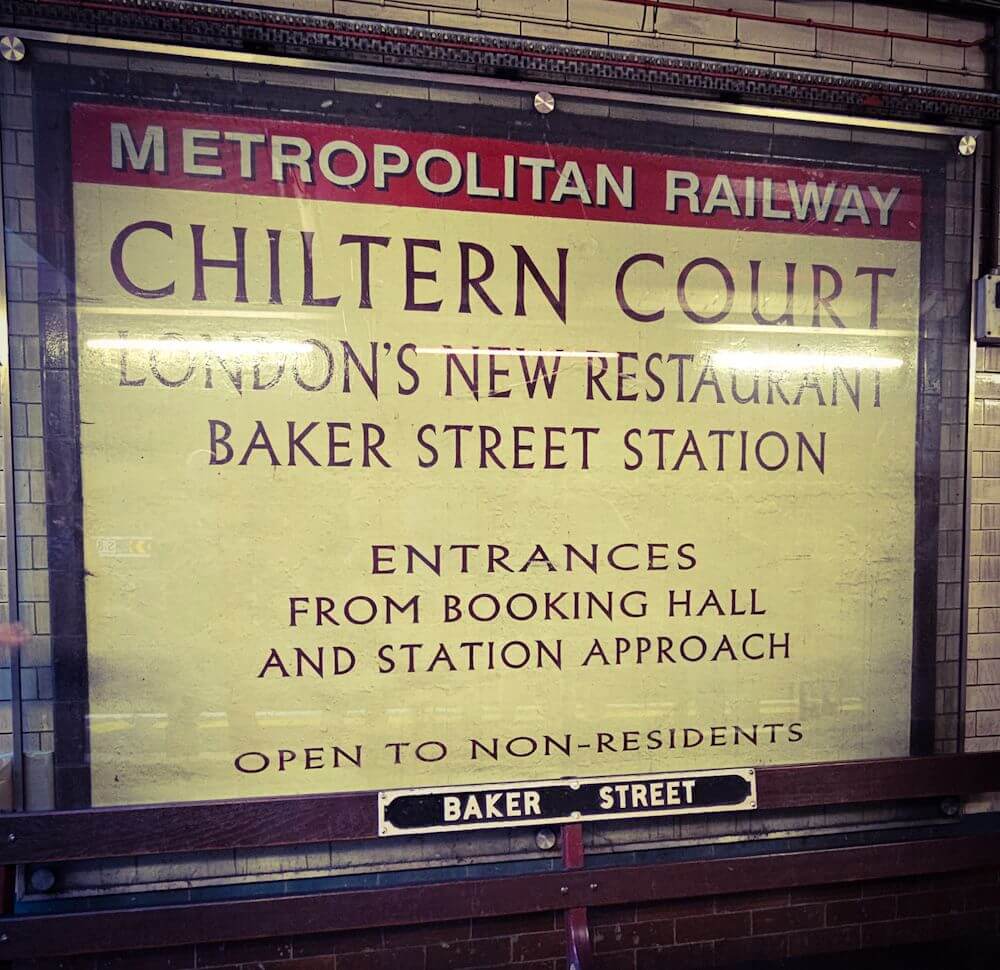 METROPOLITAN RAILWAY
CHILTERN COURT
LONDON'S NEW RESTAURANT
BAKER STREET STATION
ENTRANCES
FROM BOOKING HALL
AND STATION APPROACH
OPEN TO NON-RESIDENTS
BAKER STREET